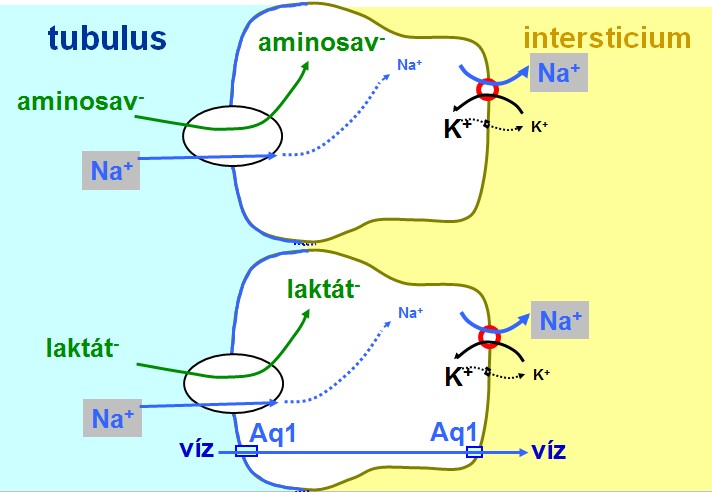 tubulus
intersticium
aminosav-
Na+
Na+
aminosav-
K+
K+
Na+
laktát-
Na+
Na+
laktát-
K+
K+
Na+
Aq1
Aq1
víz
víz